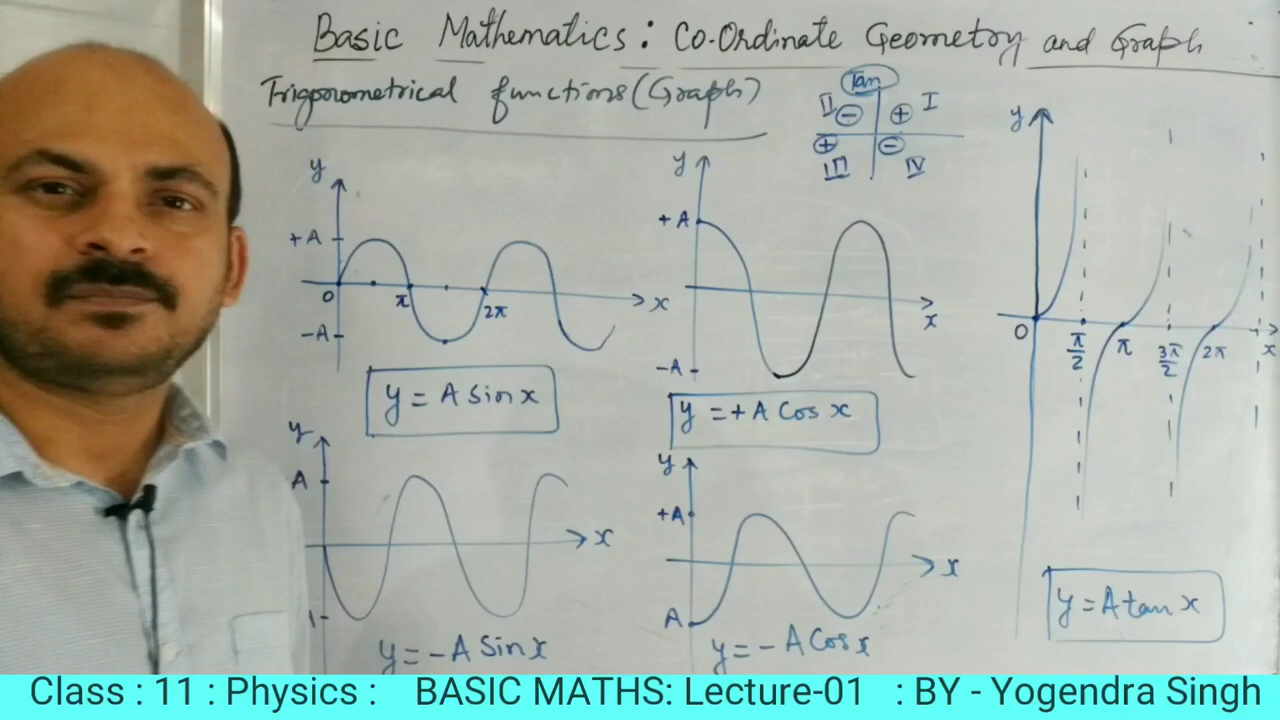 Basic Mathematics: Co-Ordinate Geometry and Graph
Trigonometrical functions (Graph)
Tan
II ⊖ ⊕ I
⊕ ⊖
III IV
y
+A
0 π 2π x
-A
y = A Sin x
y
+A
x
-A
y = +A Cos x
y
0 π/2 π 3π/2 2π x
y = A tan x
y
A
x
y = -A Sin x
y
+A
x
A
y = -A Cos x
Class : 11 : Physics : BASIC MATHS: Lecture-01 : BY - Yogendra Singh